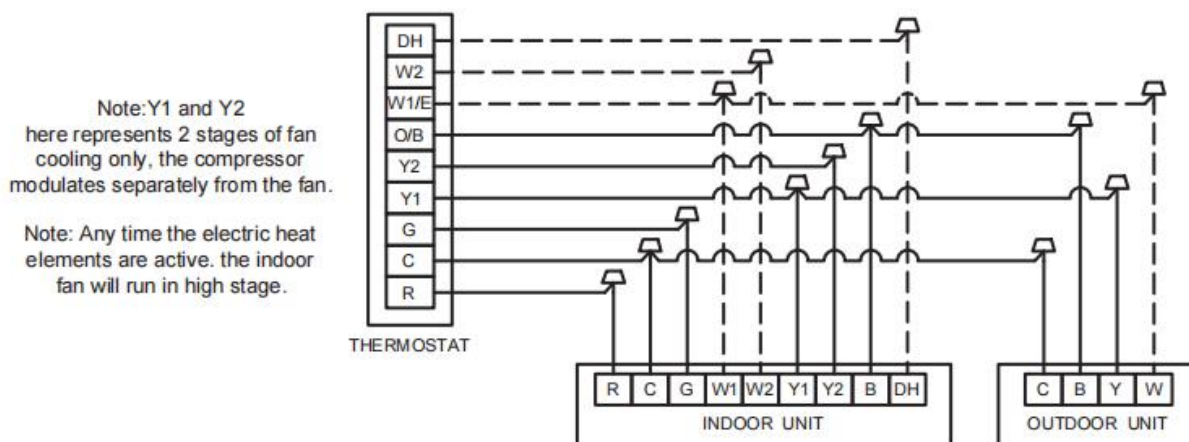 Note:Y1 and Y2
here represents 2 stages of fan
cooling only, the compressor
modulates separately from the fan.
Note: Any time the electric heat
elements are active. the indoor
fan will run in high stage.
DH
W2
W1/E
O/B
Y2
Y1
G
C
R
THERMOSTAT
R C G W1 W2 Y1 Y2 B DH
INDOOR UNIT
C B Y W
OUTDOOR UNIT